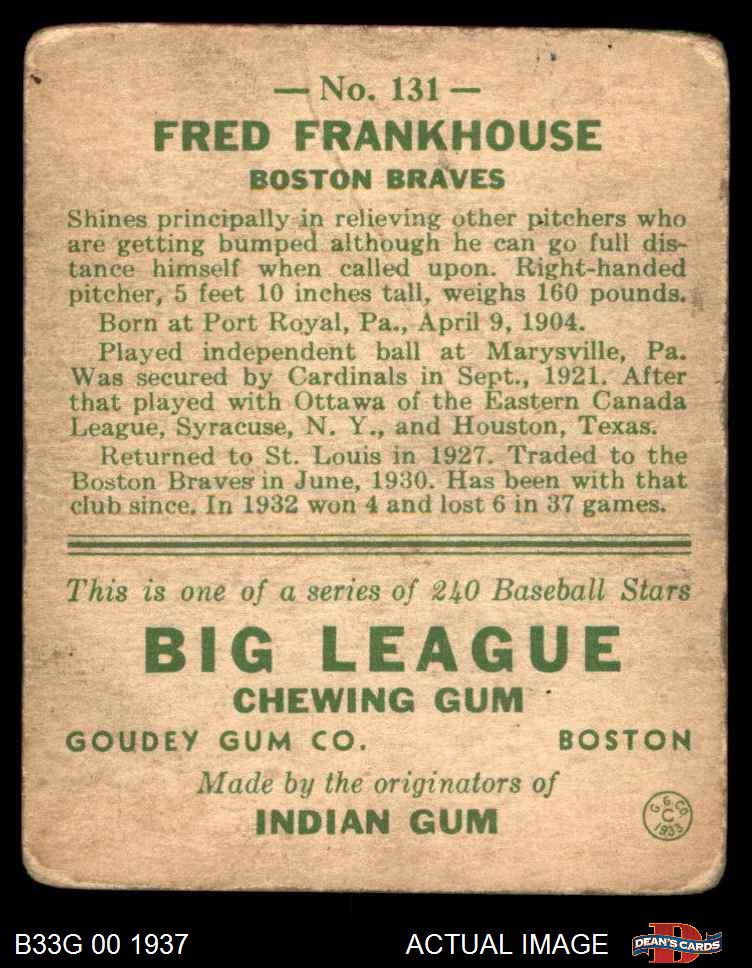 — No. 131 —
FRED FRANKHOUSE
BOSTON BRAVES
Shines principally in relieving other pitchers who
are getting bumped although he can go full dis-
tance himself when called upon. Right-handed
pitcher, 5 feet 10 inches tall, weighs 160 pounds.
Born at Port Royal, Pa., April 9, 1904.
Played independent ball at Marysville, Pa.
Was secured by Cardinals in Sept., 1921. After
that played with Ottawa of the Eastern Canada
League, Syracuse, N. Y., and Houston, Texas.
Returned to St. Louis in 1927. Traded to the
Boston Braves in June, 1930. Has been with that
club since. In 1932 won 4 and lost 6 in 37 games.
This is one of a series of 240 Baseball Stars
BIG LEAGUE
CHEWING GUM
GOUDEY GUM CO. BOSTON
Made by the originators of
INDIAN GUM
G. G. CO.
C
1933
B33G 00 1937 ACTUAL IMAGE
D
DEAN'S CARDS